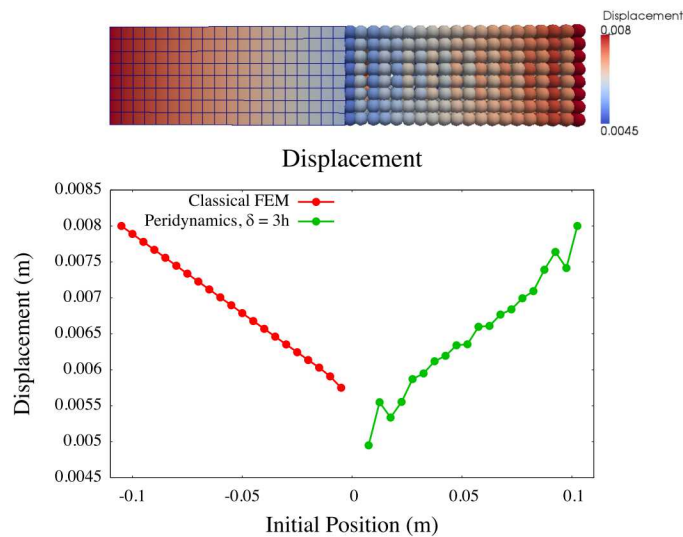 Displacement
0.008
0.0045
Displacement
0.0085
0.008
0.0075
0.007
0.0065
0.006
0.0055
0.005
0.0045
Classical FEM
Peridynamics, δ = 3h
Displacement (m)
-0.1
-0.05
0
0.05
0.1
Initial Position (m)